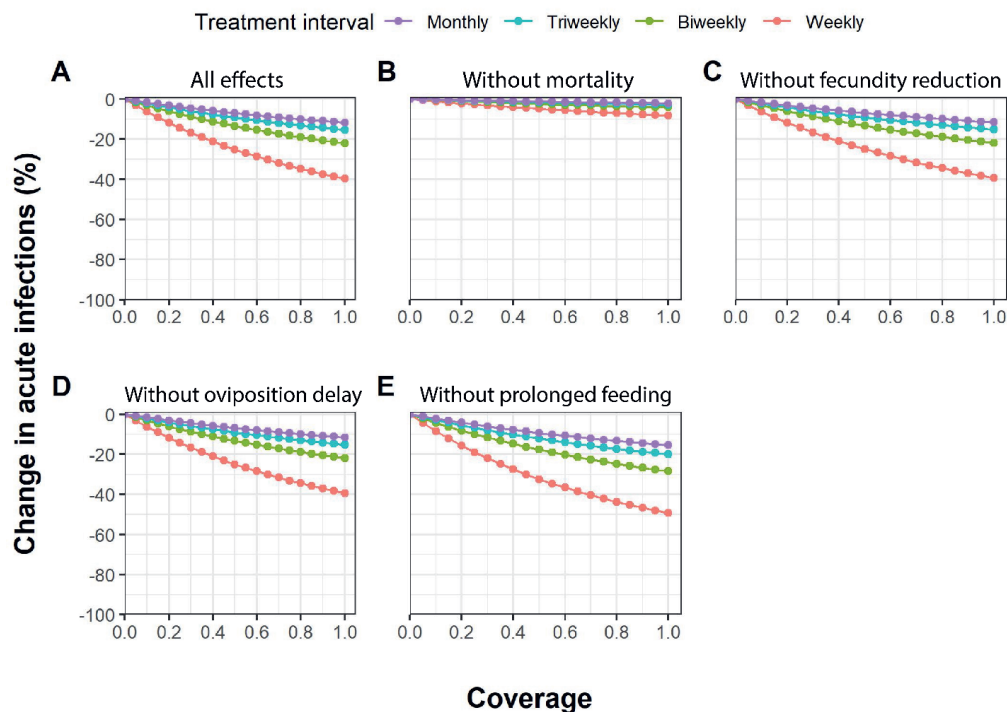 Treatment interval Monthly Triweekly Biweekly Weekly
A All effects
B Without mortality
C Without fecundity reduction
0
-20
-40
-60
-80
-100
0.0 0.2 0.4 0.6 0.8 1.0
0.0 0.2 0.4 0.6 0.8 1.0
0.0 0.2 0.4 0.6 0.8 1.0
D Without oviposition delay
E Without prolonged feeding
0
-20
-40
-60
-80
-100
0.0 0.2 0.4 0.6 0.8 1.0
0.0 0.2 0.4 0.6 0.8 1.0
Change in acute infections (%)
Coverage